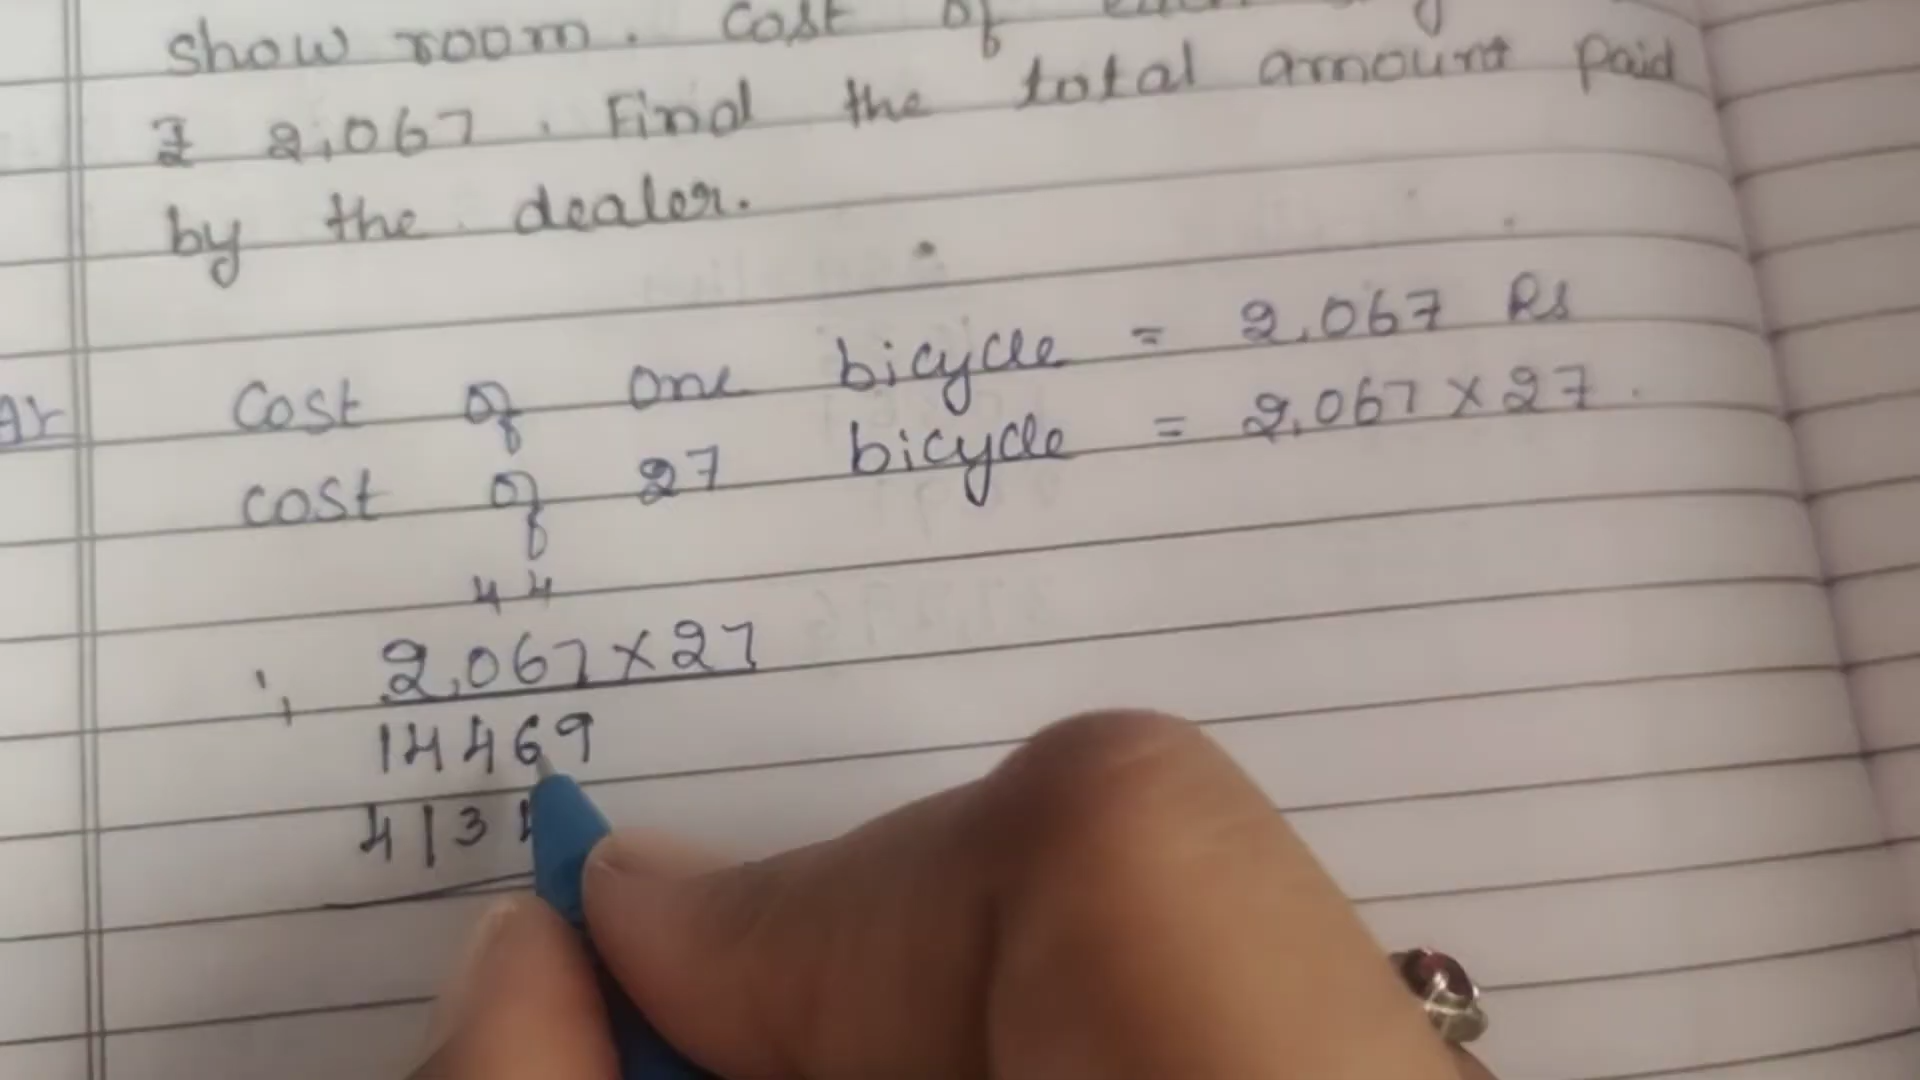 show room. Cost of
₹ 2,067. Find the total amount paid
by the dealer.
Ar
Cost of one bicycle = 2,067 Rs
cost of 27 bicycle = 2,067 × 27.
4 4
2,067 × 27
14469
413